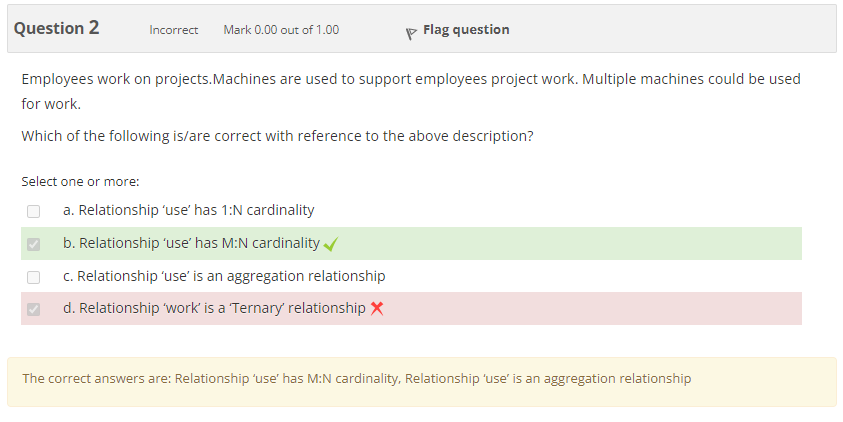 Question 2 Incorrect Mark 0.00 out of 1.00 Flag question
Employees work on projects.Machines are used to support employees project work. Multiple machines could be used
for work.
Which of the following is/are correct with reference to the above description?
Select one or more:
a. Relationship ‘use’ has 1:N cardinality
b. Relationship ‘use’ has M:N cardinality
c. Relationship ‘use’ is an aggregation relationship
d. Relationship ‘work’ is a ‘Ternary’ relationship
The correct answers are: Relationship ‘use’ has M:N cardinality, Relationship ‘use’ is an aggregation relationship